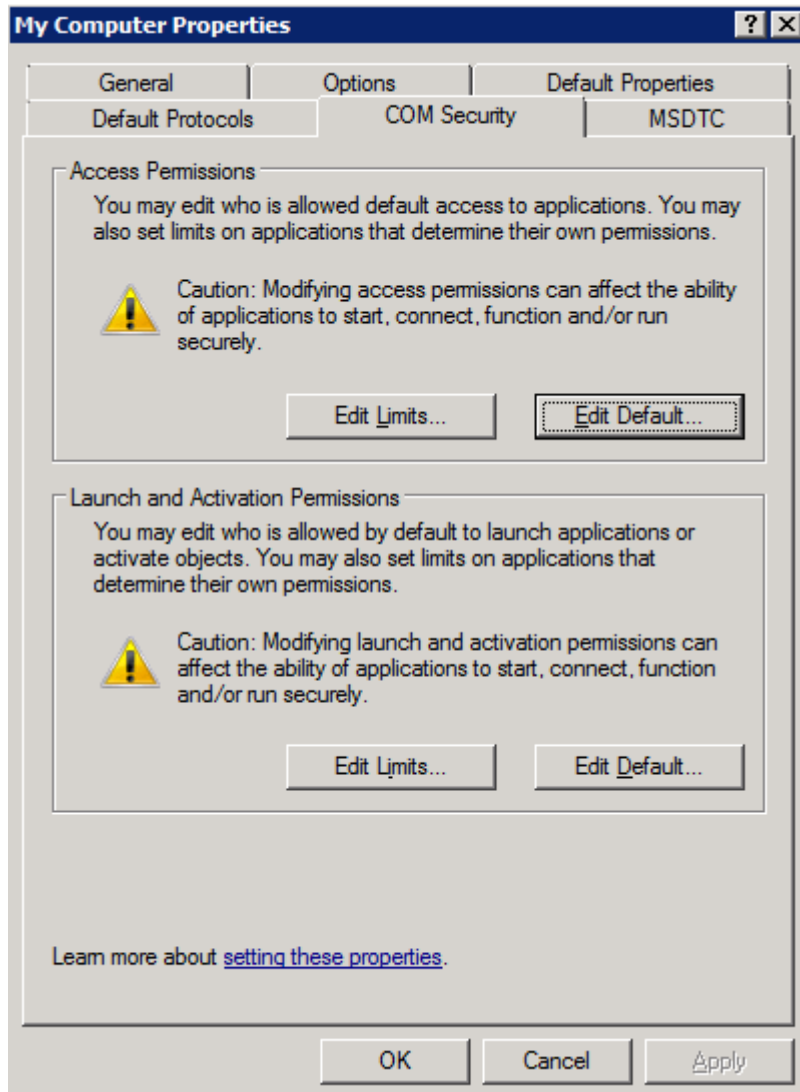 My Computer Properties
General Options Default Properties
Default Protocols COM Security MSDTC
Access Permissions
You may edit who is allowed default access to applications. You may
also set limits on applications that determine their own permissions.
Caution: Modifying access permissions can affect the ability
of applications to start, connect, function and/or run
securely.
Edit Limits... Edit Default...
Launch and Activation Permissions
You may edit who is allowed by default to launch applications or
activate objects. You may also set limits on applications that
determine their own permissions.
Caution: Modifying launch and activation permissions can
affect the ability of applications to start, connect, function
and/or run securely.
Edit Limits... Edit Default...
Learn more about setting these properties.
OK Cancel Apply